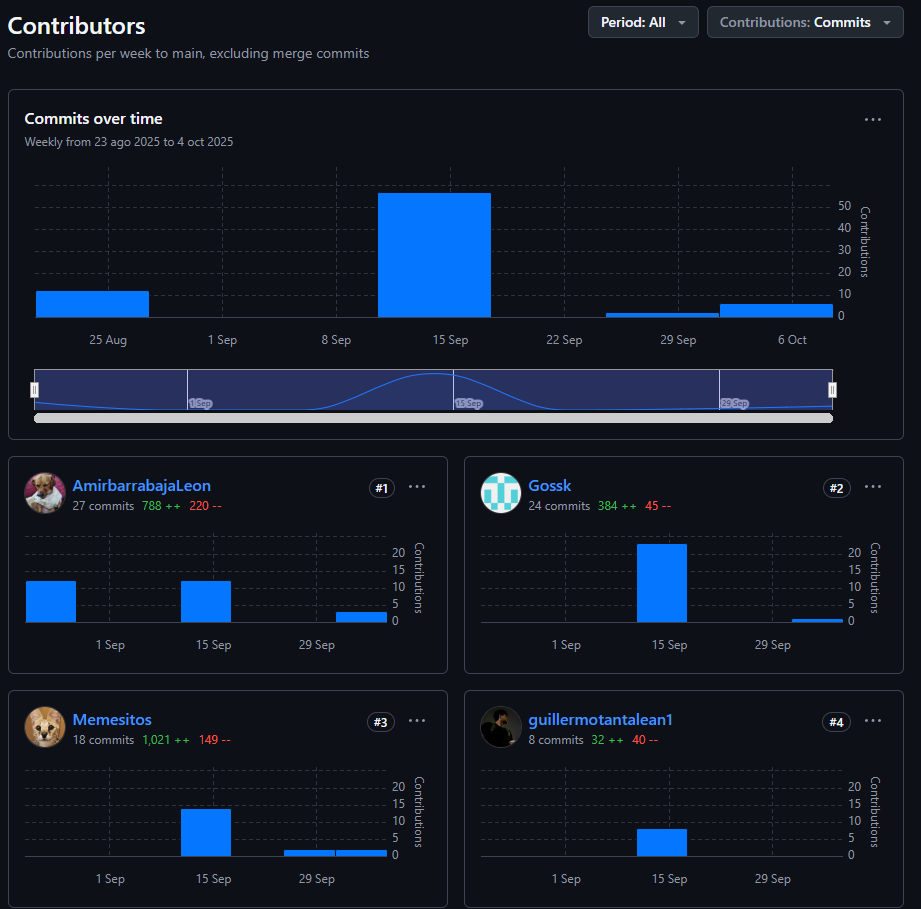 Contributors
Period: All
Contributions: Commits
Contributions per week to main, excluding merge commits
Commits over time
Weekly from 23 ago 2025 to 4 oct 2025
50
40
30
20
10
0
Contributions
25 Aug 1 Sep 8 Sep 15 Sep 22 Sep 29 Sep 6 Oct
1 Sep 15 Sep 29 Sep
AmirbarrabajaLeon #1
27 commits 788 ++ 220 --
20
15
10
5
0
Contributions
1 Sep 15 Sep 29 Sep
Gossk #2
24 commits 384 ++ 45 --
20
15
10
5
0
Contributions
1 Sep 15 Sep 29 Sep
Memesitos #3
18 commits 1,021 ++ 149 --
20
15
10
5
0
Contributions
1 Sep 15 Sep 29 Sep
guillermotantalean1 #4
8 commits 32 ++ 40 --
20
15
10
5
0
Contributions
1 Sep 15 Sep 29 Sep